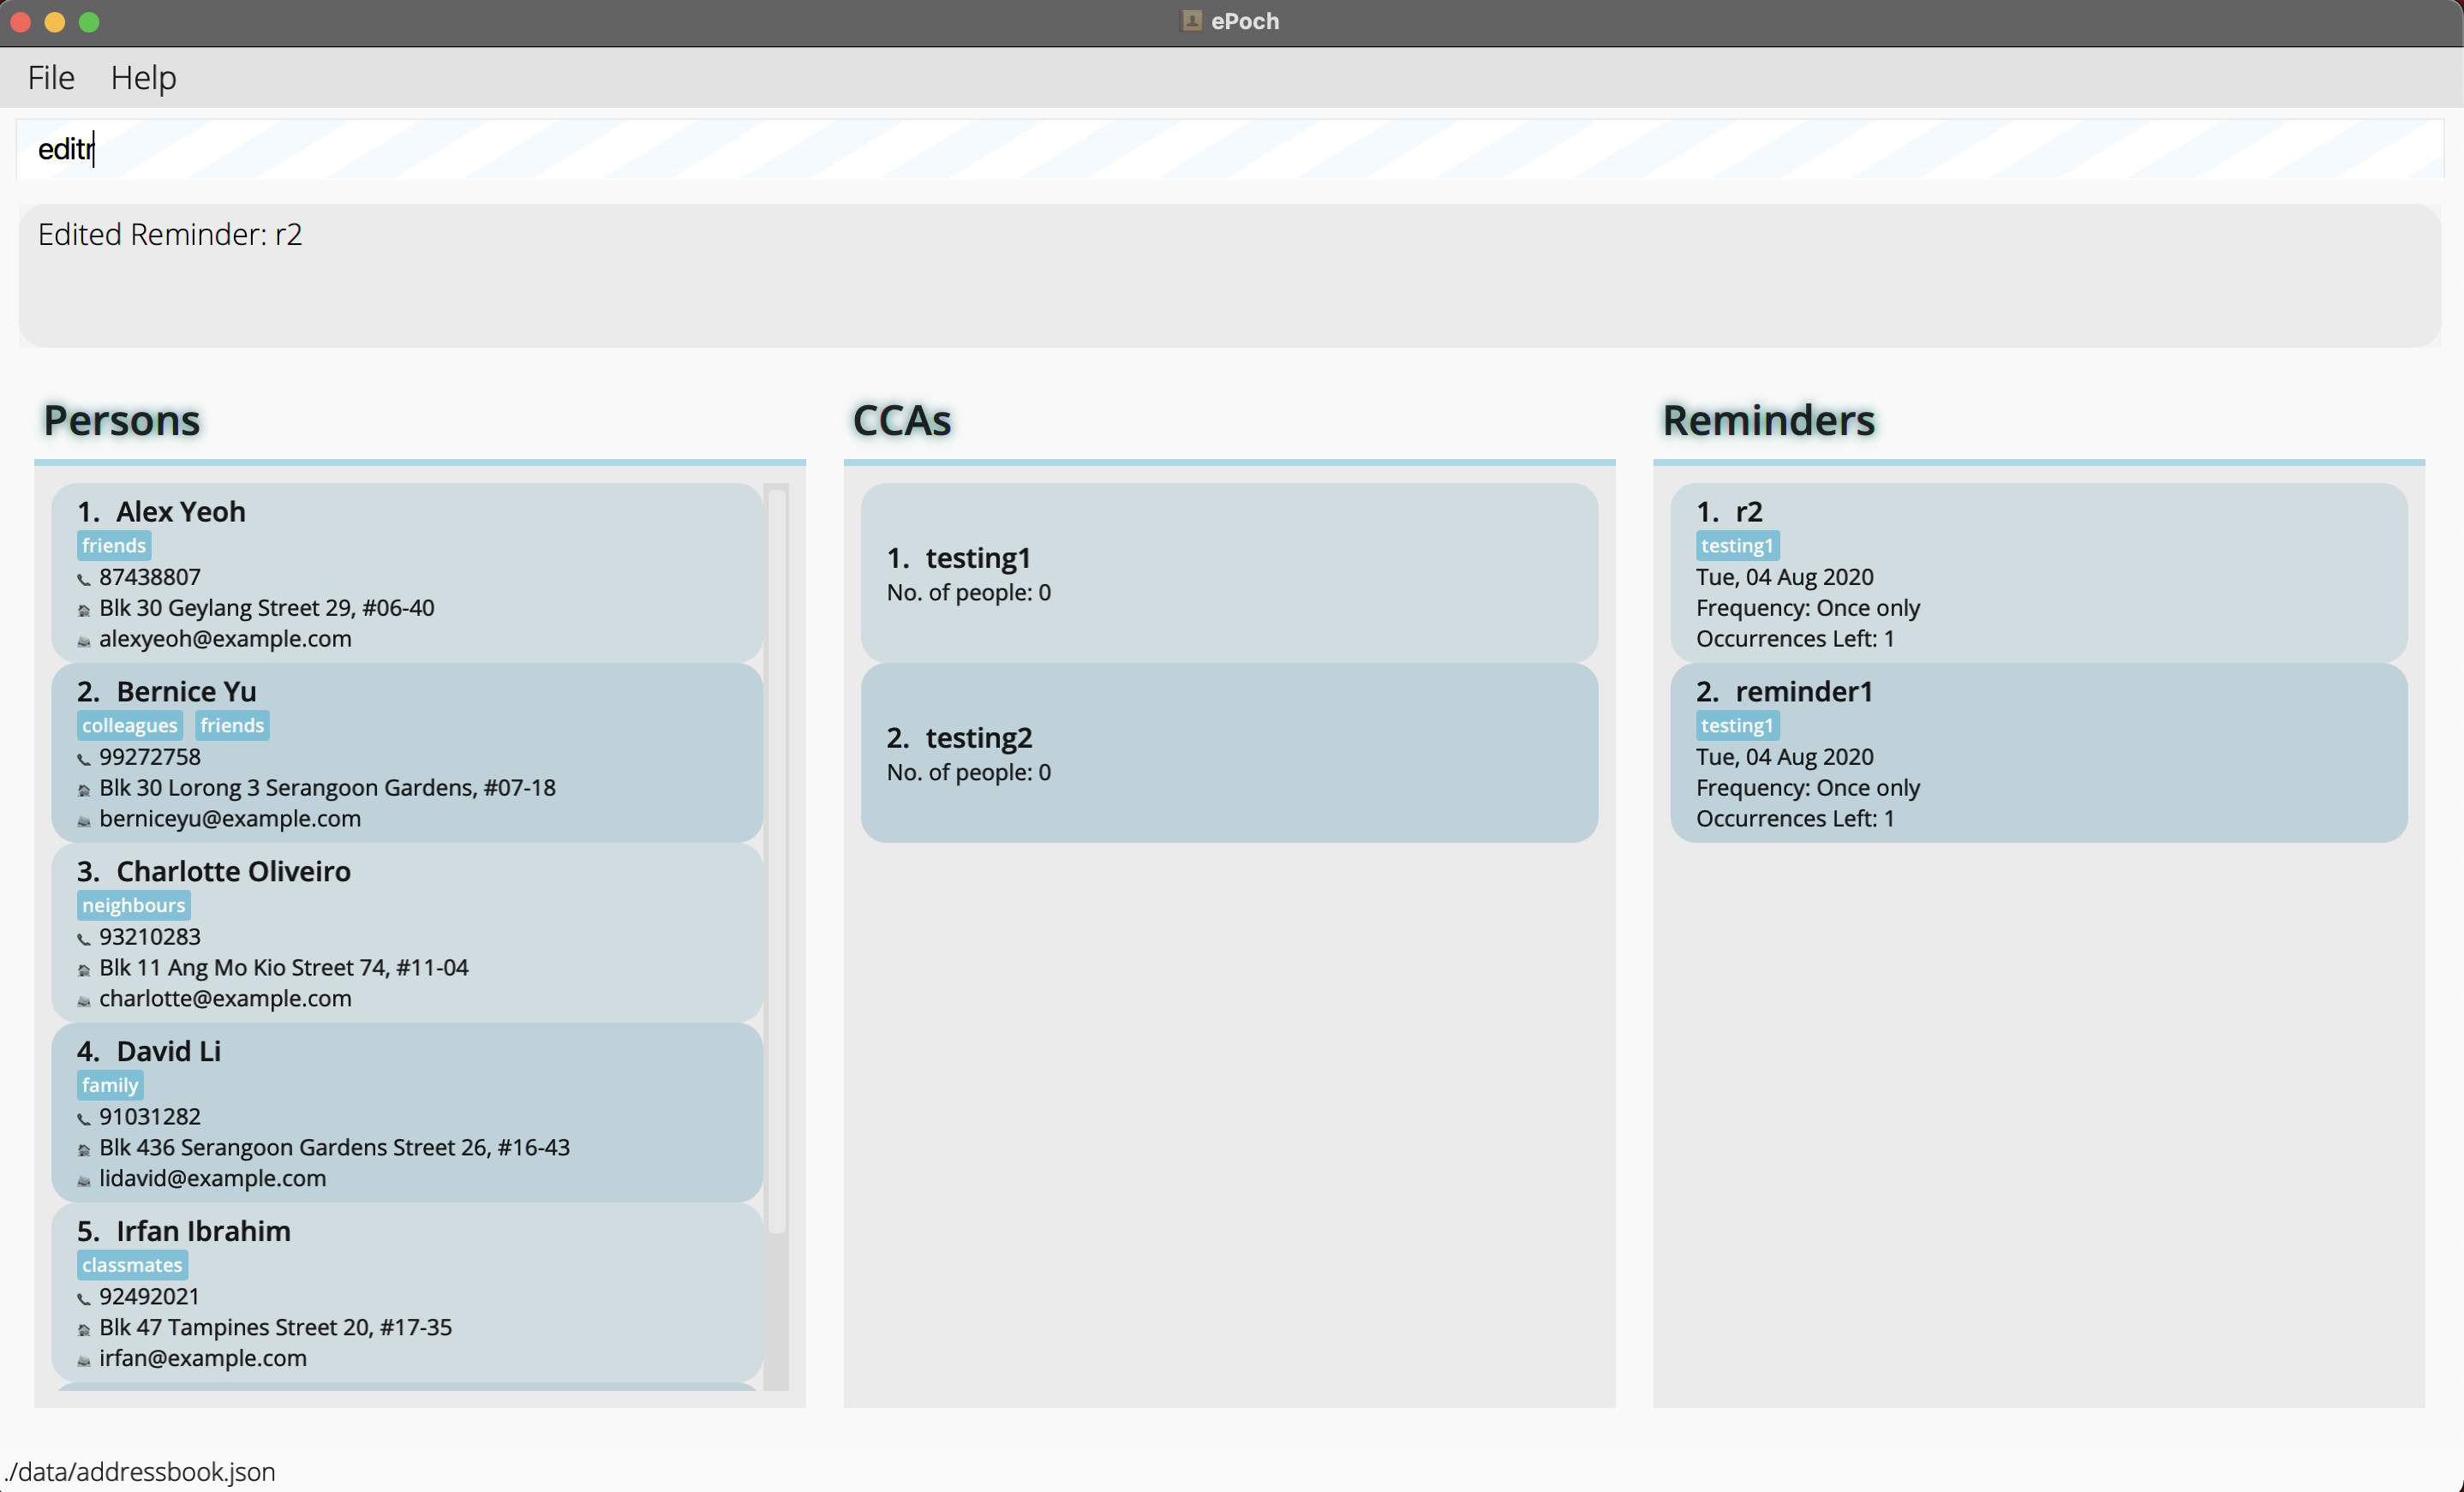 ePoch
File Help
editr
Edited Reminder: r2
Persons
1. Alex Yeoh
friends
87438807
Blk 30 Geylang Street 29, #06-40
alexyeoh@example.com
2. Bernice Yu
colleagues friends
99272758
Blk 30 Lorong 3 Serangoon Gardens, #07-18
berniceyu@example.com
3. Charlotte Oliveiro
neighbours
93210283
Blk 11 Ang Mo Kio Street 74, #11-04
charlotte@example.com
4. David Li
family
91031282
Blk 436 Serangoon Gardens Street 26, #16-43
lidavid@example.com
5. Irfan Ibrahim
classmates
92492021
Blk 47 Tampines Street 20, #17-35
irfan@example.com
CCAs
1. testing1
No. of people: 0
2. testing2
No. of people: 0
Reminders
1. r2
testing1
Tue, 04 Aug 2020
Frequency: Once only
Occurrences Left: 1
2. reminder1
testing1
Tue, 04 Aug 2020
Frequency: Once only
Occurrences Left: 1
./data/addressbook.json